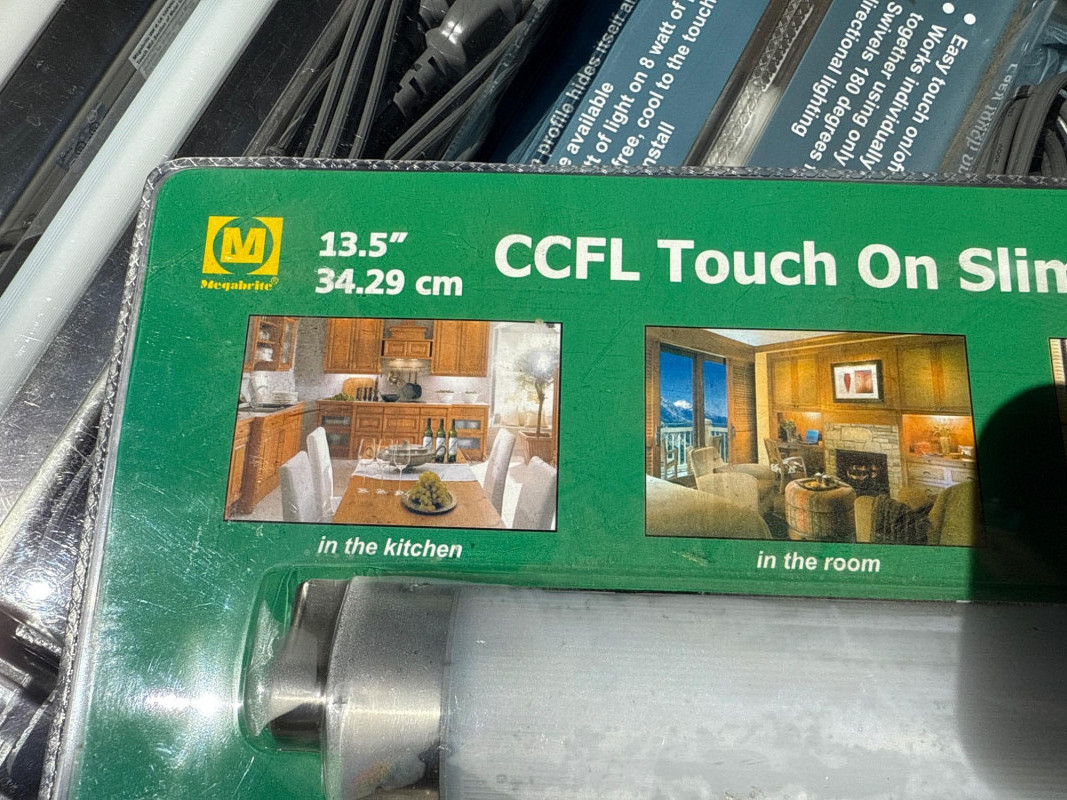 profile hides itself
available
of light on 8 watt of
free, cool to the touch
nstall
Easy touch on/off
Works individually
together using only
Swivels 180 degrees
directional lighting
M
Megabrite®
13.5"
34.29 cm
CCFL Touch On Slim
in the kitchen
in the room